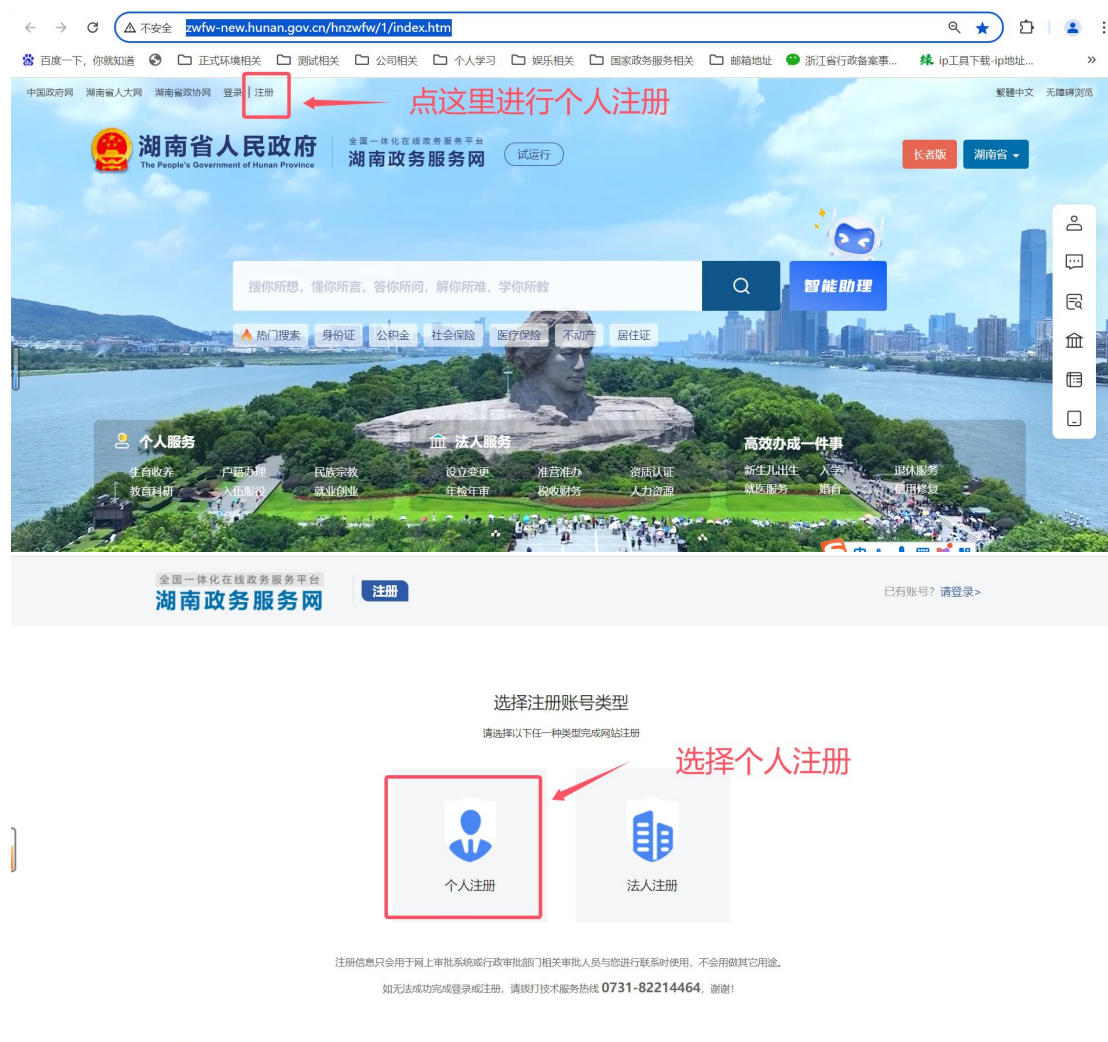 不安全 zwfw-new.hunan.gov.cn/hnzwfw/1/index.htm
百度一下，你就知道 正式环境相关 测试相关 公司相关 个人学习 娱乐相关 国家政务服务相关 邮箱地址 浙江省行政备案事... ip工具下载-ip地址... »
中国政府网 湖南省人大网 湖南省政协网 登录 | 注册 点这里进行个人注册 繁體中文 无障碍浏览
湖南省人民政府
The People's Government of Hunan Province
全国一体化在线政务服务平台
湖南政务服务网 试运行 长者版 湖南省
搜你所想，懂你所言，答你所问，解你所难，学你所教 智能助理
热门搜索 身份证 公积金 社会保险 医疗保险 不动产 居住证
个人服务 法人服务 高效办成一件事
生育收养 户籍办理 民族宗教 设立变更 准营准办 资质认证 新生儿出生 入学 退休服务
教育科研 入伍服役 就业创业 年检年审 税收财务 人力资源 就医服务 婚育 信用修复
全国一体化在线政务服务平台
湖南政务服务网 注册 已有账号？请登录>
选择注册账号类型
请选择以下任一种类型完成网站注册
选择个人注册
个人注册 法人注册
注册信息只会用于网上审批系统或行政审批部门相关审批人员与您进行联系时使用，不会用做其它用途。
如无法成功完成登录或注册，请拨打技术服务热线 0731-82214464，谢谢！